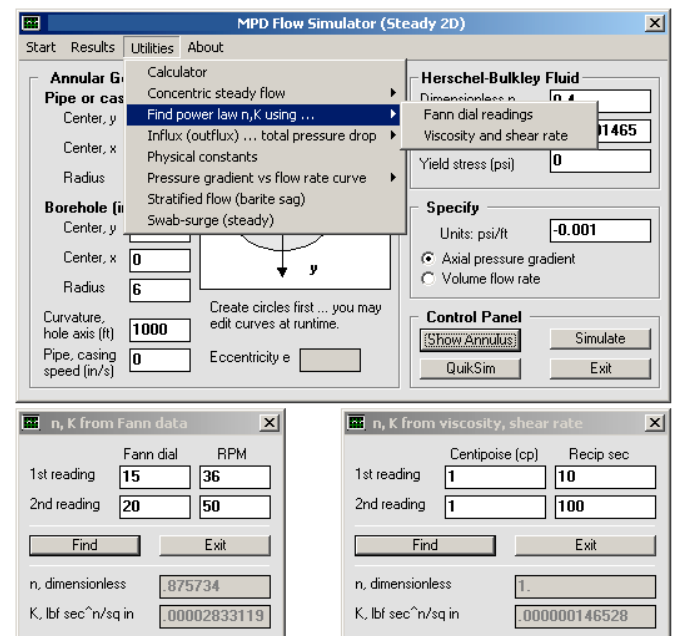 MPD Flow Simulator (Steady 2D)
Start Results Utilities About
Calculator
Concentric steady flow
Find power law n,K using ...
Influx (outflux) ... total pressure drop
Physical constants
Pressure gradient vs flow rate curve
Stratified flow (barite sag)
Swab-surge (steady)
Fann dial readings
Viscosity and shear rate
Annular
Pipe or
Center, y
Center, x
Radius
Borehole
Center, y
Center, x 0
Radius 6
Curvature,
hole axis (ft) 1000
Pipe, casing
speed (in/s) 0
y
Create circles first ... you may
edit curves at runtime.
Eccentricity e
Herschel-Bulkley Fluid
Dimensionless n 0.4
01465
Yield stress (psi) 0
Specify
Units: psi/ft -0.001
Axial pressure gradient
Volume flow rate
Control Panel
Show Annulus Simulate
QuikSim Exit
n, K from Fann data
Fann dial RPM
1st reading 15 36
2nd reading 20 50
Find Exit
n, dimensionless .875734
K, lbf sec^n/sq in .00002833119
n, K from viscosity, shear rate
Centipoise (cp) Recip sec
1st reading 1 10
2nd reading 1 100
Find Exit
n, dimensionless 1.
K, lbf sec^n/sq in .000000146528